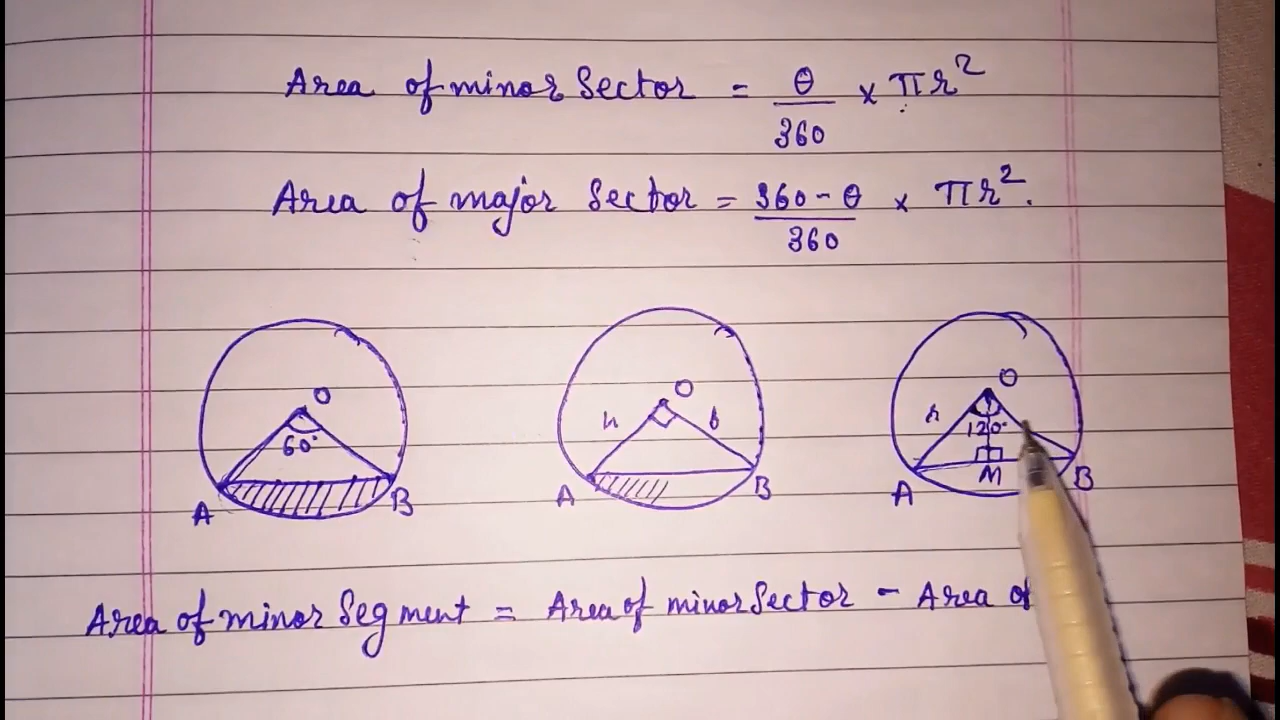 Area of minor Sector = θ/360 × πr²
Area of major Sector = 360-θ/360 × πr².
O
60°
A
B
O
A
B
O
r
120°
M
A
B
Area of minor Segment = Area of minor Sector - Area of